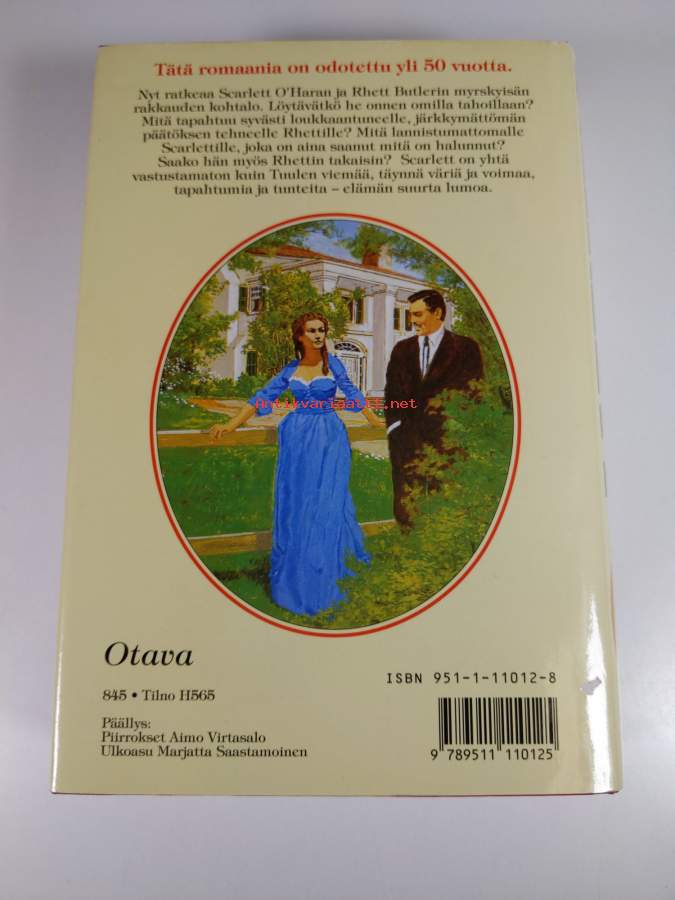 Tätä romaania on odotettu yli 50 vuotta.
Nyt ratkeaa Scarlett O'Haran ja Rhett Butlerin myrskyisän
rakkauden kohtalo. Löytävätkö he onnen omilla tahoillaan?
Mitä tapahtuu syvästi loukkaantuneelle, järkkymättömän
päätöksen tehneelle Rhettille? Mitä lannistumattomalle
Scarlettille, joka on aina saanut mitä on halunnut?
Saako hän myös Rhettin takaisin? Scarlett on yhtä
vastustamaton kuin Tuulen viemää, täynnä väriä ja voimaa,
tapahtumia ja tunteita – elämän suurta lumoa.
Antikvariaatti.net
Otava
845 • Tilno H565
Päällys:
Piirrokset Aimo Virtasalo
Ulkoasu Marjatta Saastamoinen
ISBN 951-1-11012-8
9 789511 110125